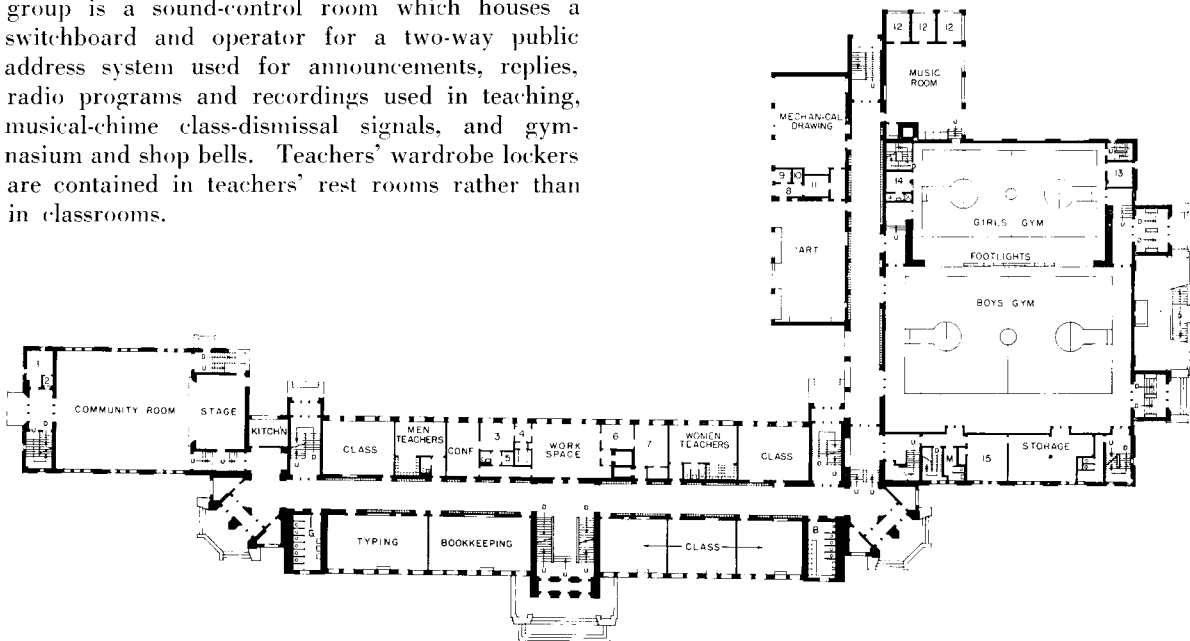 group is a sound-control room which houses a
switchboard and operator for a two-way public
address system used for announcements, replies,
radio programs and recordings used in teaching,
musical-chime class-dismissal signals, and gym-
nasium and shop bells. Teachers' wardrobe lockers
are contained in teachers' rest rooms rather than
in classrooms.
12 12 12
MUSIC
ROOM
MECHANICAL
DRAWING
9 10
8 11
14
13
GIRLS GYM
ART
FOOTLIGHTS
BOYS GYM
1
2
COMMUNITY ROOM
STAGE
KITCH'N
CLASS
MEN
TEACHERS
CONF
3
4
5
WORK
SPACE
6
7
WOMEN
TEACHERS
CLASS
M
15
STORAGE
G
TYPING
BOOKKEEPING
CLASS
B